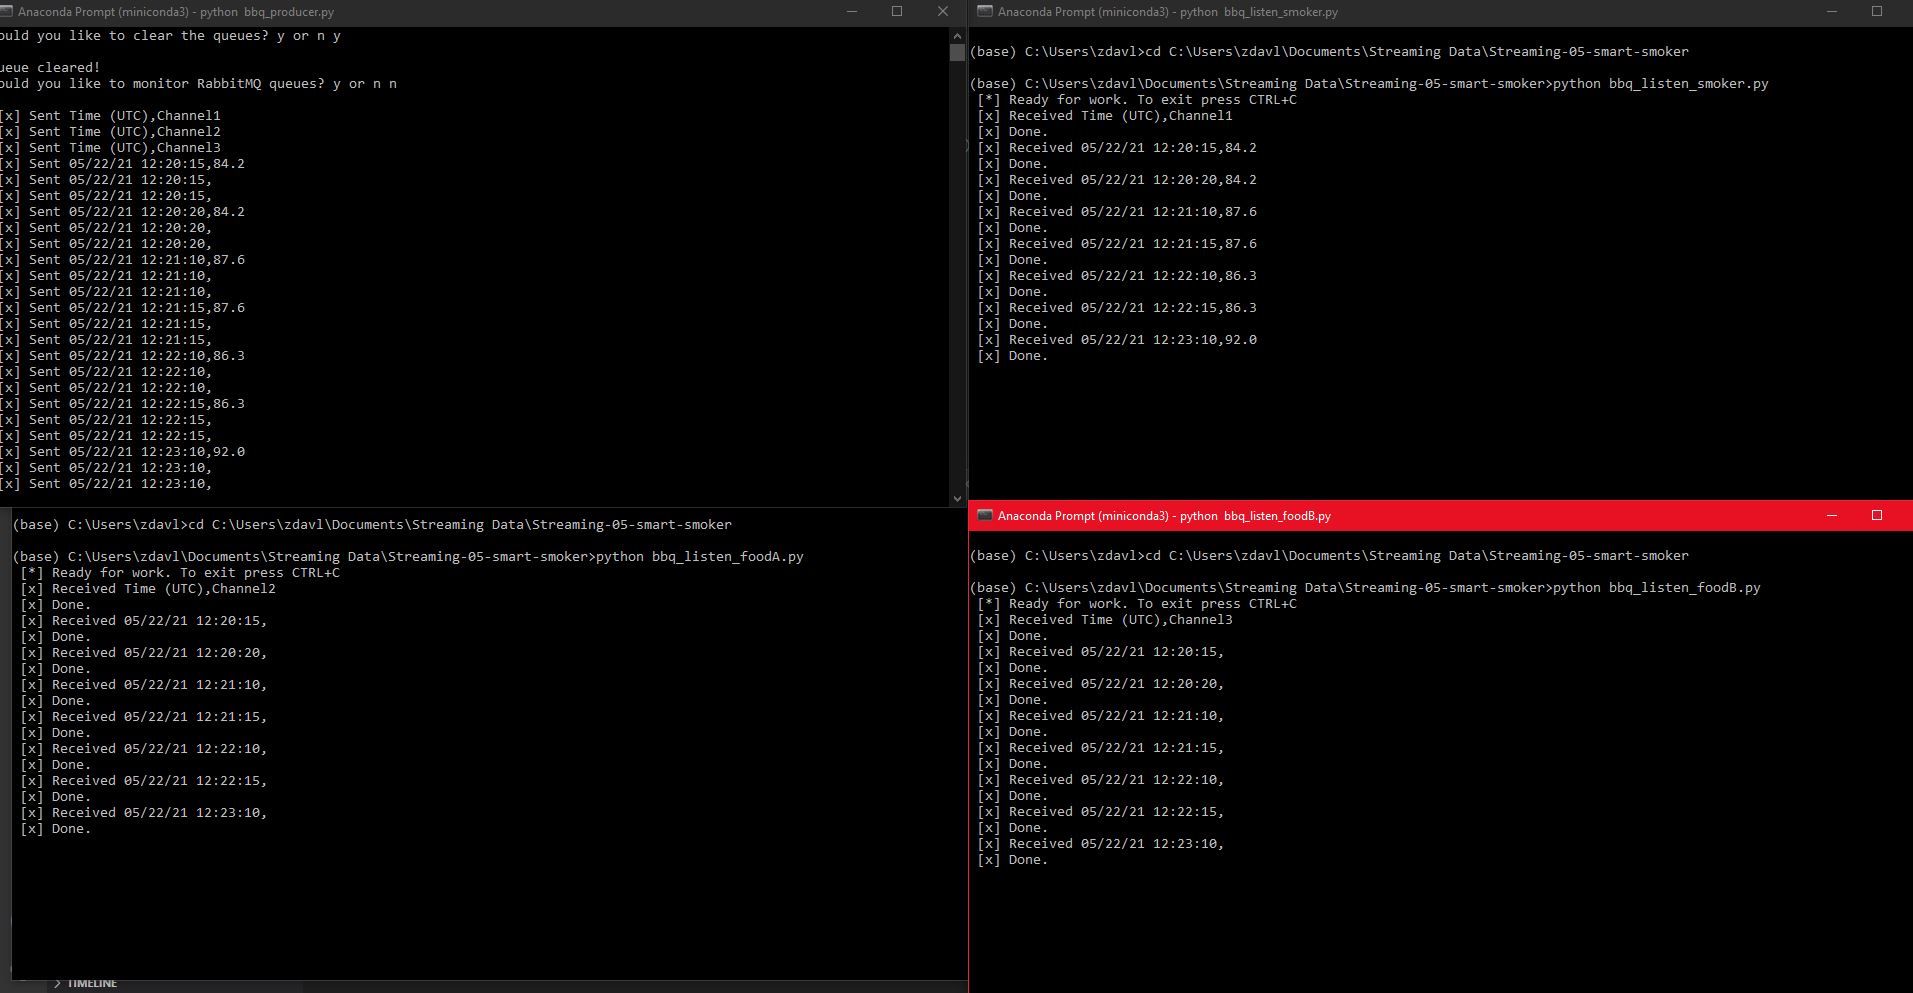 Anaconda Prompt (miniconda3) - python  bbq_producer.py
ould you like to clear the queues? y or n y
ueue cleared!
ould you like to monitor RabbitMQ queues? y or n n
[x] Sent Time (UTC),Channel1
[x] Sent Time (UTC),Channel2
[x] Sent Time (UTC),Channel3
[x] Sent 05/22/21 12:20:15,84.2
[x] Sent 05/22/21 12:20:15,
[x] Sent 05/22/21 12:20:15,
[x] Sent 05/22/21 12:20:20,84.2
[x] Sent 05/22/21 12:20:20,
[x] Sent 05/22/21 12:20:20,
[x] Sent 05/22/21 12:21:10,87.6
[x] Sent 05/22/21 12:21:10,
[x] Sent 05/22/21 12:21:10,
[x] Sent 05/22/21 12:21:15,87.6
[x] Sent 05/22/21 12:21:15,
[x] Sent 05/22/21 12:21:15,
[x] Sent 05/22/21 12:22:10,86.3
[x] Sent 05/22/21 12:22:10,
[x] Sent 05/22/21 12:22:10,
[x] Sent 05/22/21 12:22:15,86.3
[x] Sent 05/22/21 12:22:15,
[x] Sent 05/22/21 12:22:15,
[x] Sent 05/22/21 12:23:10,92.0
[x] Sent 05/22/21 12:23:10,
[x] Sent 05/22/21 12:23:10,
Anaconda Prompt (miniconda3) - python  bbq_listen_smoker.py
(base) C:\Users\zdavl>cd C:\Users\zdavl\Documents\Streaming Data\Streaming-05-smart-smoker
(base) C:\Users\zdavl\Documents\Streaming Data\Streaming-05-smart-smoker>python bbq_listen_smoker.py
[*] Ready for work. To exit press CTRL+C
[x] Received Time (UTC),Channel1
[x] Done.
[x] Received 05/22/21 12:20:15,84.2
[x] Done.
[x] Received 05/22/21 12:20:20,84.2
[x] Done.
[x] Received 05/22/21 12:21:10,87.6
[x] Done.
[x] Received 05/22/21 12:21:15,87.6
[x] Done.
[x] Received 05/22/21 12:22:10,86.3
[x] Done.
[x] Received 05/22/21 12:22:15,86.3
[x] Done.
[x] Received 05/22/21 12:23:10,92.0
[x] Done.
(base) C:\Users\zdavl>cd C:\Users\zdavl\Documents\Streaming Data\Streaming-05-smart-smoker
(base) C:\Users\zdavl\Documents\Streaming Data\Streaming-05-smart-smoker>python bbq_listen_foodA.py
[*] Ready for work. To exit press CTRL+C
[x] Received Time (UTC),Channel2
[x] Done.
[x] Received 05/22/21 12:20:15,
[x] Done.
[x] Received 05/22/21 12:20:20,
[x] Done.
[x] Received 05/22/21 12:21:10,
[x] Done.
[x] Received 05/22/21 12:21:15,
[x] Done.
[x] Received 05/22/21 12:22:10,
[x] Done.
[x] Received 05/22/21 12:22:15,
[x] Done.
[x] Received 05/22/21 12:23:10,
[x] Done.
TIMELINE
Anaconda Prompt (miniconda3) - python  bbq_listen_foodB.py
(base) C:\Users\zdavl>cd C:\Users\zdavl\Documents\Streaming Data\Streaming-05-smart-smoker
(base) C:\Users\zdavl\Documents\Streaming Data\Streaming-05-smart-smoker>python bbq_listen_foodB.py
[*] Ready for work. To exit press CTRL+C
[x] Received Time (UTC),Channel3
[x] Done.
[x] Received 05/22/21 12:20:15,
[x] Done.
[x] Received 05/22/21 12:20:20,
[x] Done.
[x] Received 05/22/21 12:21:10,
[x] Done.
[x] Received 05/22/21 12:21:15,
[x] Done.
[x] Received 05/22/21 12:22:10,
[x] Done.
[x] Received 05/22/21 12:22:15,
[x] Done.
[x] Received 05/22/21 12:23:10,
[x] Done.